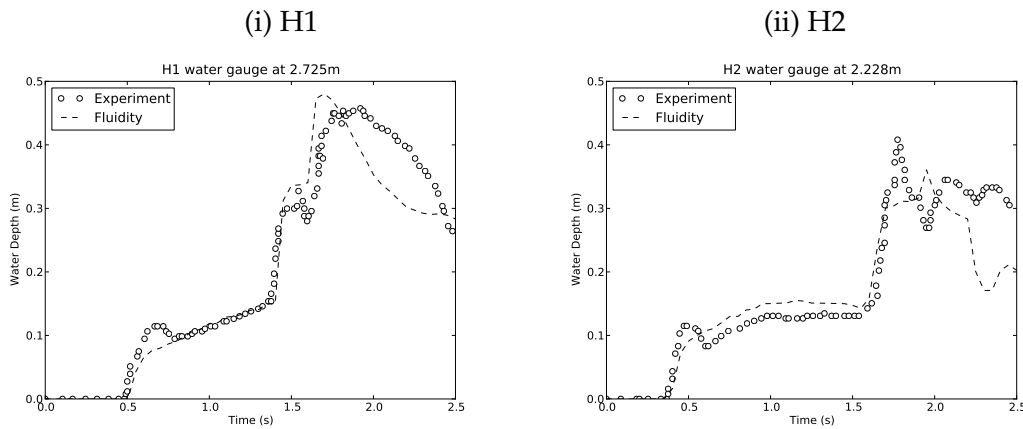 (i) H1
H1 water gauge at 2.725m
0.5
0.4
0.3
0.2
0.1
0.0
Water Depth (m)
Experiment
Fluidity
0.0 0.5 1.0 1.5 2.0 2.5
Time (s)
(ii) H2
H2 water gauge at 2.228m
0.5
0.4
0.3
0.2
0.1
0.0
Water Depth (m)
Experiment
Fluidity
0.0 0.5 1.0 1.5 2.0 2.5
Time (s)